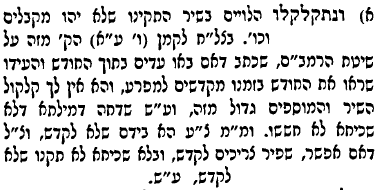 א) ונתקלקלו הלויים בשיר התקינו שלא יהו מקבלים
וכו'. בצל"ח לקמן (ו' ע"א) הק' מזה על
שיטת הרמב"ם, שכתב דאם באו עדים בתוך החודש והעידו
שראו את החודש בזמנו מקדשים למפרע, והא אין לך קלקול
השיר והמוספים גדול מזה, וע"ש שדחה דמילתא דלא
שכיחא לא חששו. ומ"מ צ"ע הא בידם שלא לקדש, וצ"ל
דאם אפשר, שפיר צריכים לקדש, ובלא שכיחא לא תקנו שלא
לקדש, ע"ש.